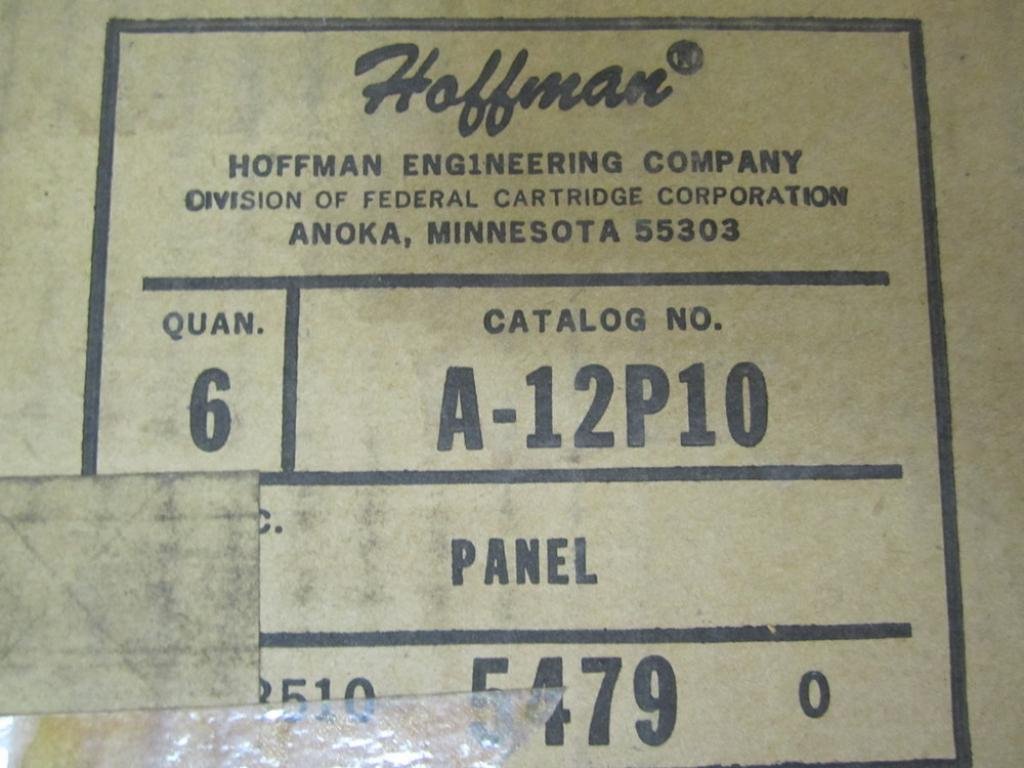 Hoffman®
HOFFMAN ENG1NEERING COMPANY
DIVISION OF FEDERAL CARTRIDGE CORPORATION
ANOKA, MINNESOTA 55303
QUAN. CATALOG NO.
6 A-12P10
PANEL
5479 0